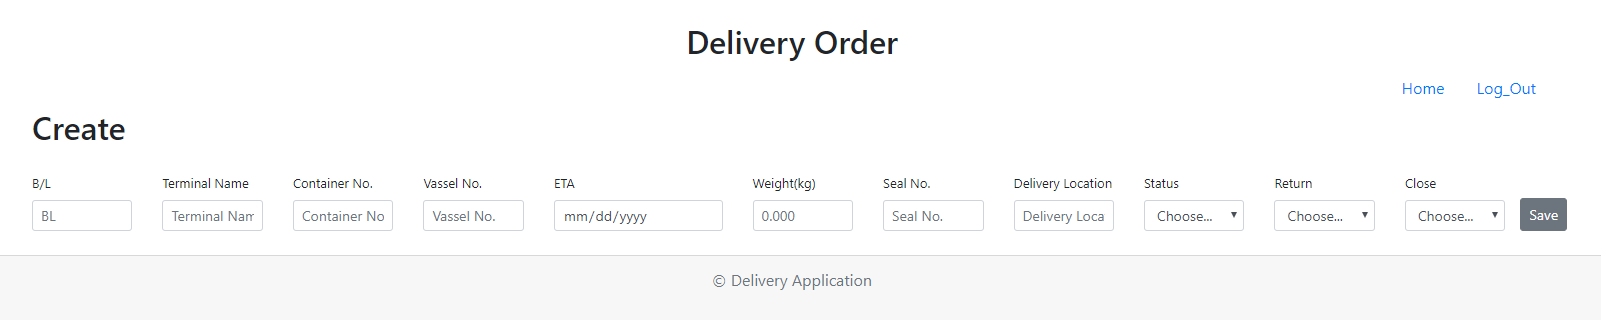 Delivery Order
Home Log_Out
Create
B/L Terminal Name Container No. Vassel No. ETA Weight(kg) Seal No. Delivery Location Status Return Close
BL Terminal Nam Container No Vassel No. mm/dd/yyyy 0.000 Seal No. Delivery Loca Choose... Choose... Choose... Save
© Delivery Application